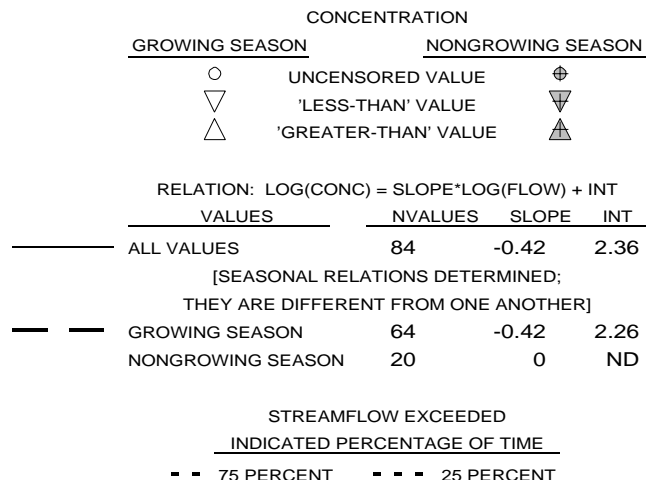 CONCENTRATION
GROWING SEASON NONGROWING SEASON
UNCENSORED VALUE
'LESS-THAN' VALUE
'GREATER-THAN' VALUE
RELATION: LOG(CONC) = SLOPE*LOG(FLOW) + INT
VALUES NVALUES SLOPE INT
ALL VALUES 84 -0.42 2.36
[SEASONAL RELATIONS DETERMINED;
THEY ARE DIFFERENT FROM ONE ANOTHER]
GROWING SEASON 64 -0.42 2.26
NONGROWING SEASON 20 0 ND
STREAMFLOW EXCEEDED
INDICATED PERCENTAGE OF TIME
75 PERCENT 25 PERCENT